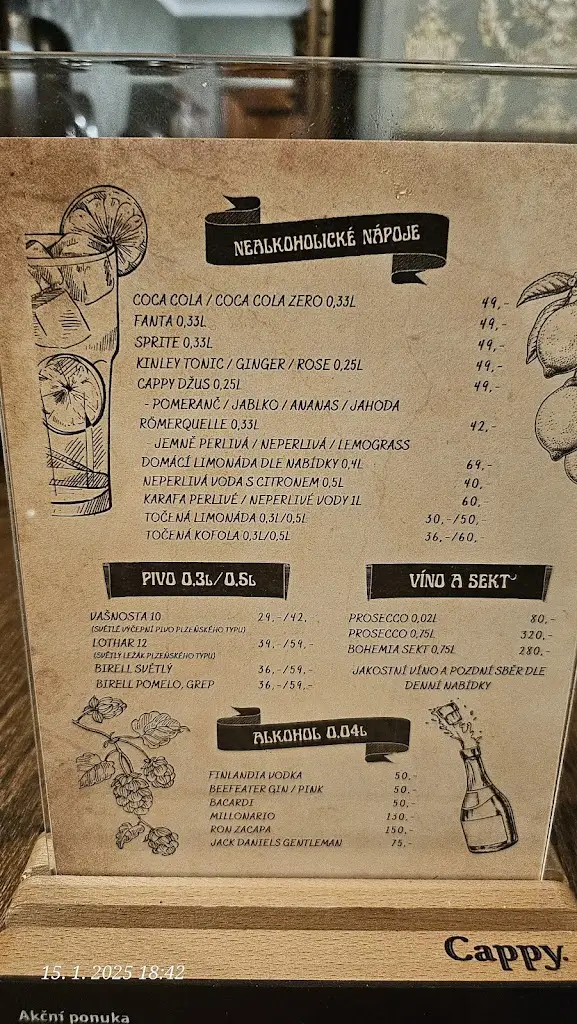 NEALKOHOLICKÉ NÁPOJE
COCA COLA / COCA COLA ZERO 0,33L 49,-
FANTA 0,33L 49,-
SPRITE 0,33L 49,-
KINLEY TONIC / GINGER / ROSE 0,25L 49,-
CAPPY DŽUS 0,25L 49,-
- POMERANČ / JABLKO / ANANAS / JAHODA
RÖMERQUELLE 0,33L 42,-
JEMNĚ PERLIVÁ / NEPERLIVÁ / LEMOGRASS
DOMÁCÍ LIMONÁDA DLE NABÍDKY 0,4L 69,-
NEPERLIVÁ VODA S CITRONEM 0,5L 40,-
KARAFA PERLIVÉ / NEPERLIVÉ VODY 1L 60,-
TOČENÁ LIMONÁDA 0,3L/0,5L 30,-/50,-
TOČENÁ KOFOLA 0,3L/0,5L 36,-/60,-
PIVO 0,3L/0,5L
VAŠNOSTA 10 29,-/42,-
(SVĚTLÉ VÝČEPNÍ PIVO PLZEŇSKÉHO TYPU)
LOTHAR 12 39,-/59,-
(SVĚTLÝ LEŽÁK PLZEŇSKÉHO TYPU)
BIRELL SVĚTLÝ 36,-/59,-
BIRELL POMELO, GREP 36,-/59,-
VÍNO A SEKT
PROSECCO 0,02L 80,-
PROSECCO 0,75L 320,-
BOHEMIA SEKT 0,75L 280,-
JAKOSTNÍ VÍNO A POZDNÍ SBĚR DLE
DENNÍ NABÍDKY
ALKOHOL 0,04L
FINLANDIA VODKA 50,-
BEEFEATER GIN / PINK 50,-
BACARDI 50,-
MILLONARIO 130,-
RON ZACAPA 150,-
JACK DANIELS GENTLEMAN 75,-
Cappy.
15. 1. 2025 18:42
Akční ponuka